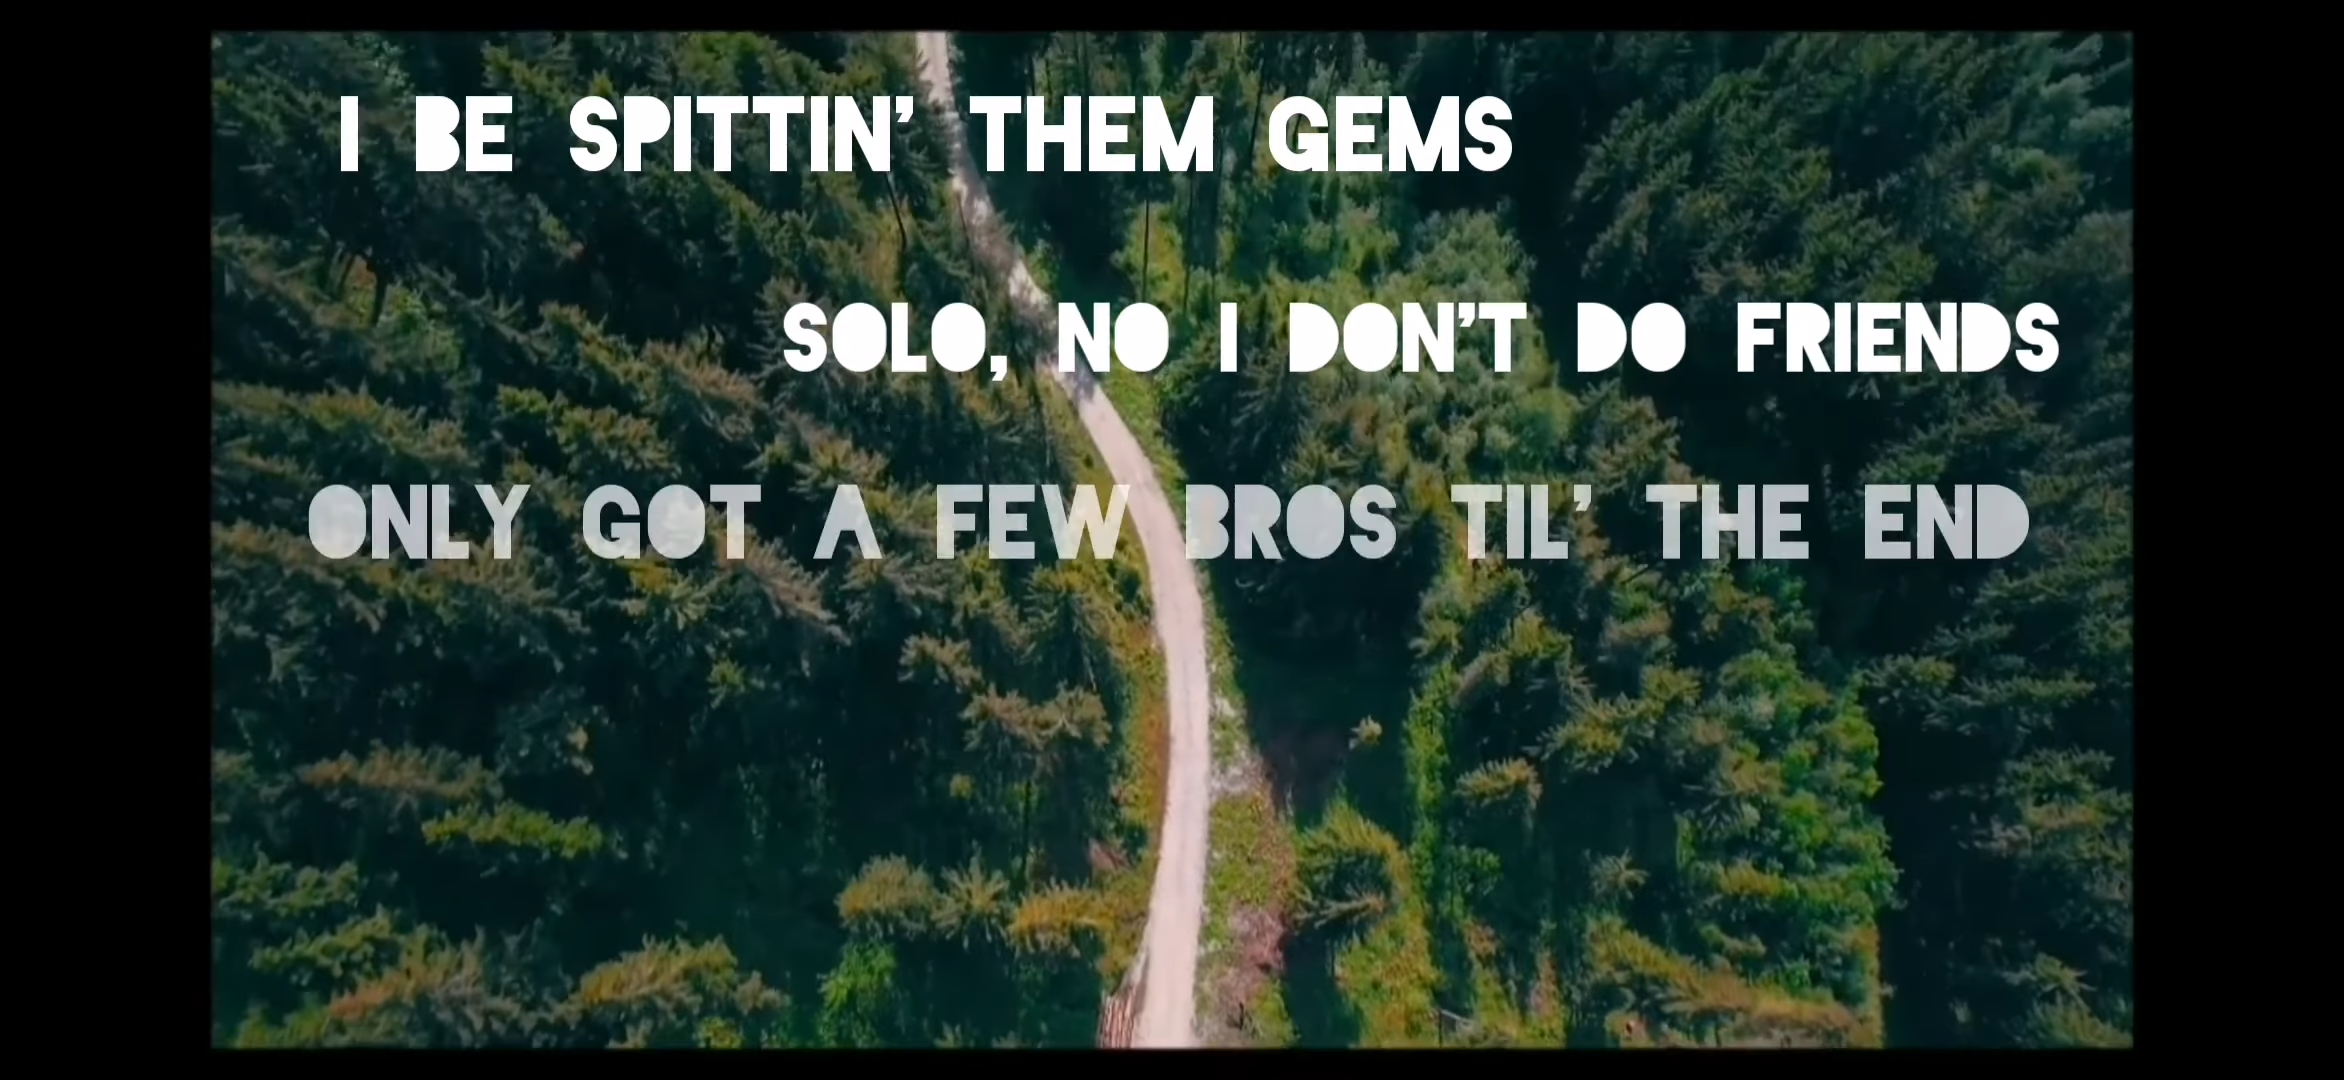 I BE SPITTIN' THEM GEMS
SOLO, NO I DON'T DO FRIENDS
ONLY GOT A FEW BROS TIL' THE END